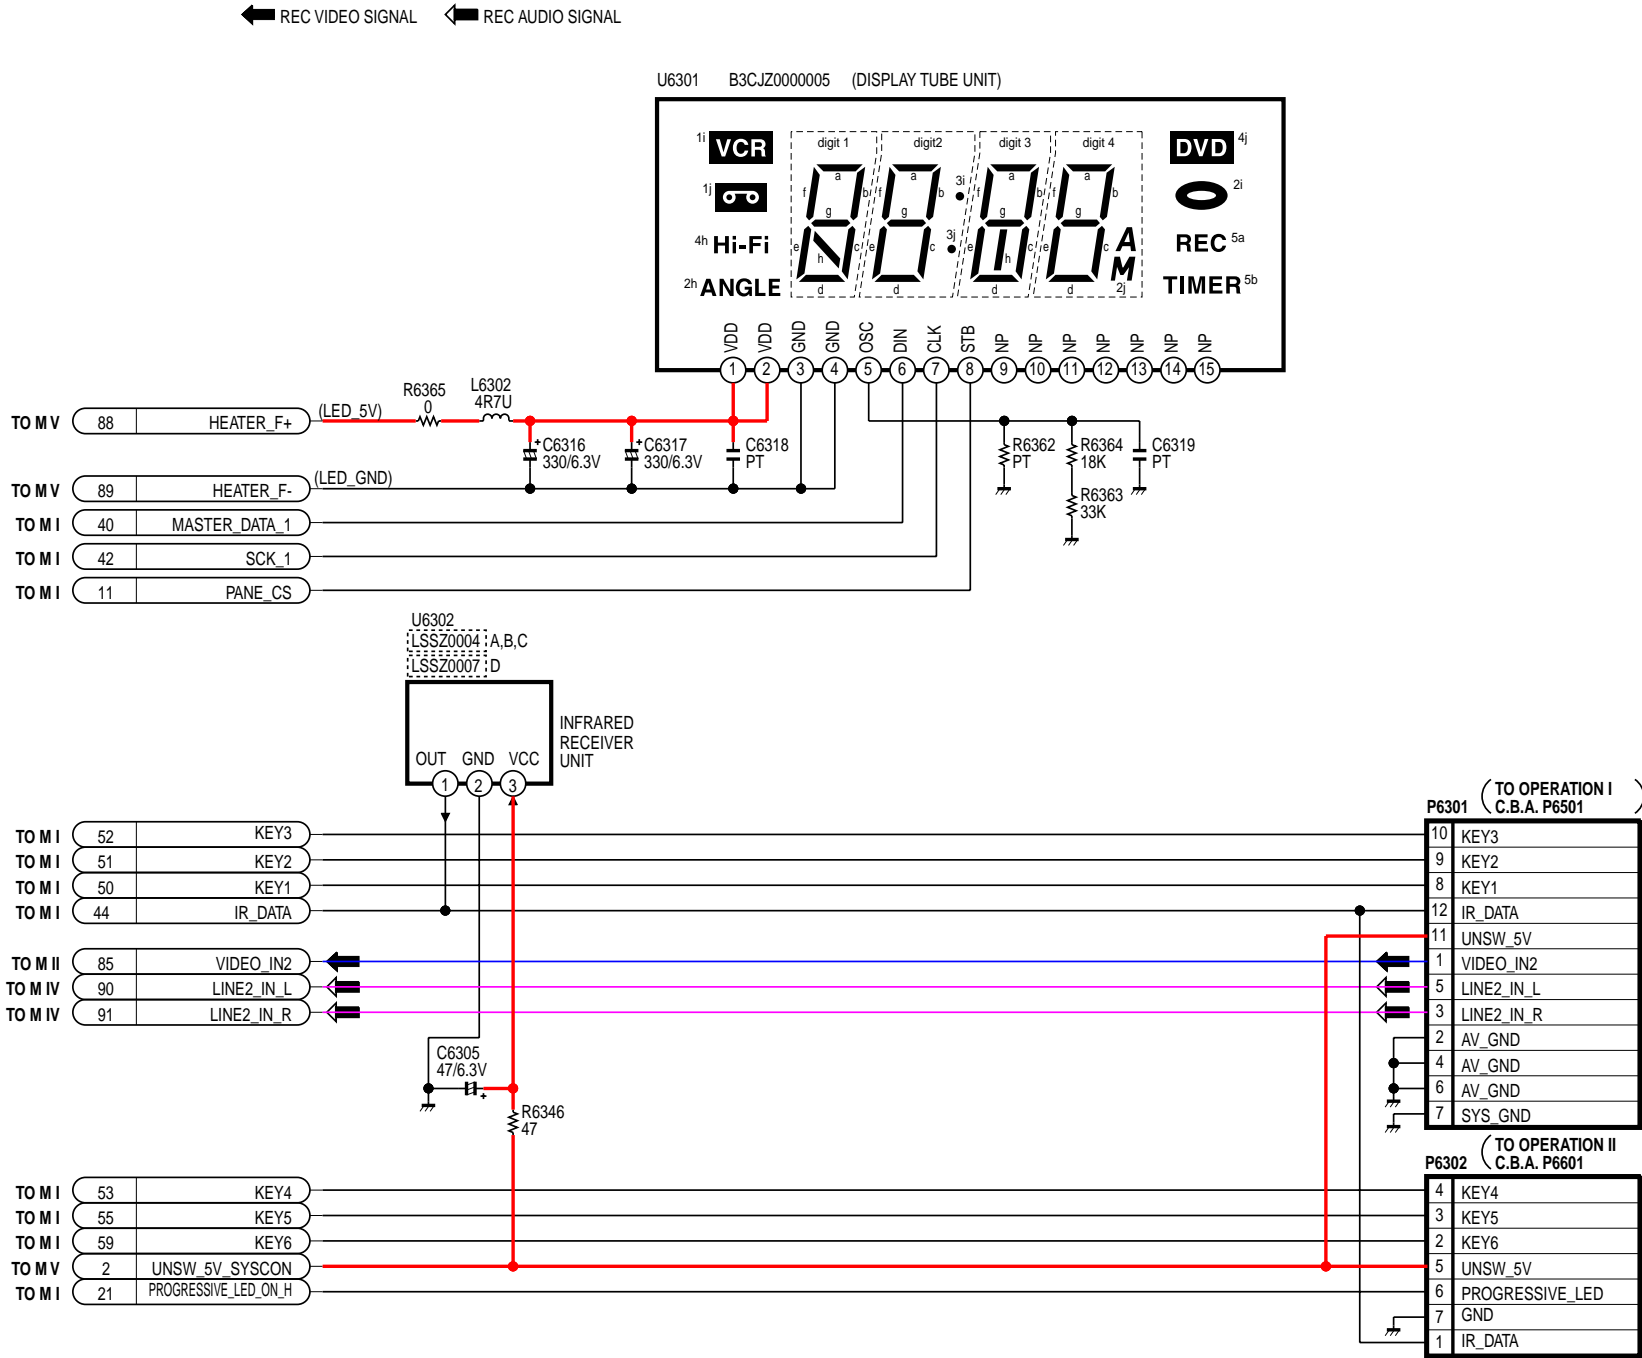 REC VIDEO SIGNAL REC AUDIO SIGNAL
U6301 B3CJZ0000005 (DISPLAY TUBE UNIT)
1i VCR digit 1 digit2 digit 3 digit 4 DVD 4j
a a a a
f b f b 3i f b f b
1j 2i
g g g g
4h Hi-Fi 3j A REC 5a
e h c e c e h c e c
2h ANGLE d d d d M 2j TIMER 5b
VDD VDD GND GND OSC DIN CLK STB NP NP NP NP NP NP NP
1 2 3 4 5 6 7 8 9 10 11 12 13 14 15
R6365 0
L6302 4R7U
TO M V 88 HEATER_F+ (LED_5V)
+ C6316 330/6.3V
+ C6317 330/6.3V
C6318 PT
R6362 PT
R6364 18K
C6319 PT
TO M V 89 HEATER_F- (LED_GND)
R6363 33K
TO M I 40 MASTER_DATA_1
TO M I 42 SCK_1
TO M I 11 PANE_CS
U6302
LSSZ0004 A,B,C
LSSZ0007 D
INFRARED
RECEIVER
UNIT
OUT GND VCC
1 2 3
P6301 (TO OPERATION I
C.B.A. P6501)
TO M I 52 KEY3 10 KEY3
TO M I 51 KEY2 9 KEY2
TO M I 50 KEY1 8 KEY1
TO M I 44 IR_DATA 12 IR_DATA
11 UNSW_5V
TO M II 85 VIDEO_IN2 1 VIDEO_IN2
TO M IV 90 LINE2_IN_L 5 LINE2_IN_L
TO M IV 91 LINE2_IN_R 3 LINE2_IN_R
2 AV_GND
4 AV_GND
6 AV_GND
7 SYS_GND
C6305
47/6.3V
+
R6346
47
P6302 (TO OPERATION II
C.B.A. P6601
TO M I 53 KEY4 4 KEY4
TO M I 55 KEY5 3 KEY5
TO M I 59 KEY6 2 KEY6
TO M V 2 UNSW_5V_SYSCON 5 UNSW_5V
TO M I 21 PROGRESSIVE_LED_ON_H 6 PROGRESSIVE_LED
7 GND
1 IR_DATA